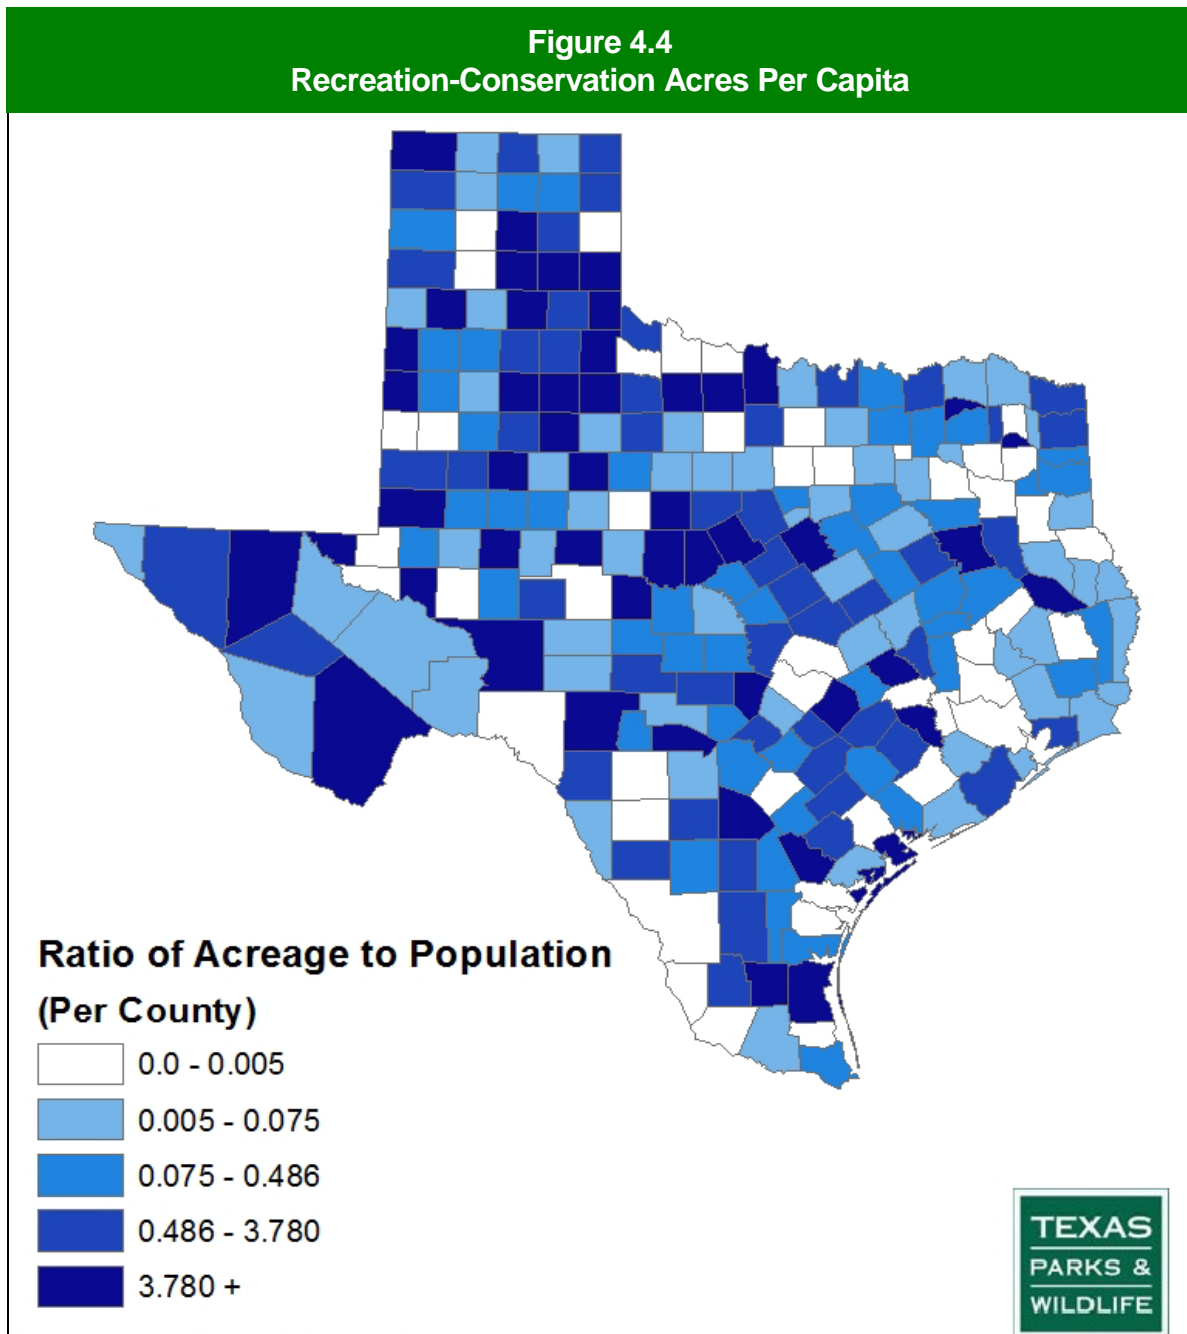 Figure 4.4
Recreation-Conservation Acres Per Capita
Ratio of Acreage to Population
(Per County)
0.0 - 0.005
0.005 - 0.075
0.075 - 0.486
0.486 - 3.780
3.780 +
TEXAS
PARKS &
WILDLIFE